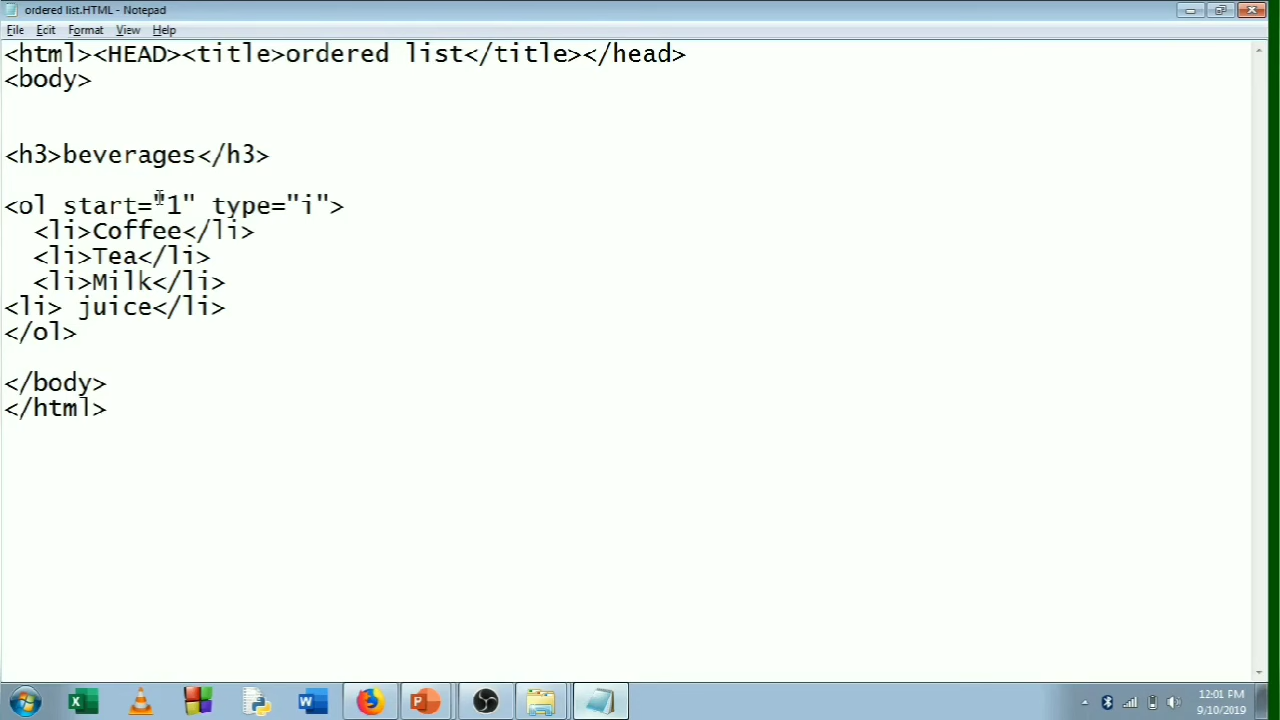 ordered list.HTML - Notepad
File Edit Format View Help
<html><HEAD><title>ordered list</title></head>
<body>
<h3>beverages</h3>
<ol start="1" type="i">
<li>Coffee</li>
<li>Tea</li>
<li>Milk</li>
<li> juice</li>
</ol>
</body>
</html>
12:01 PM
9/10/2019